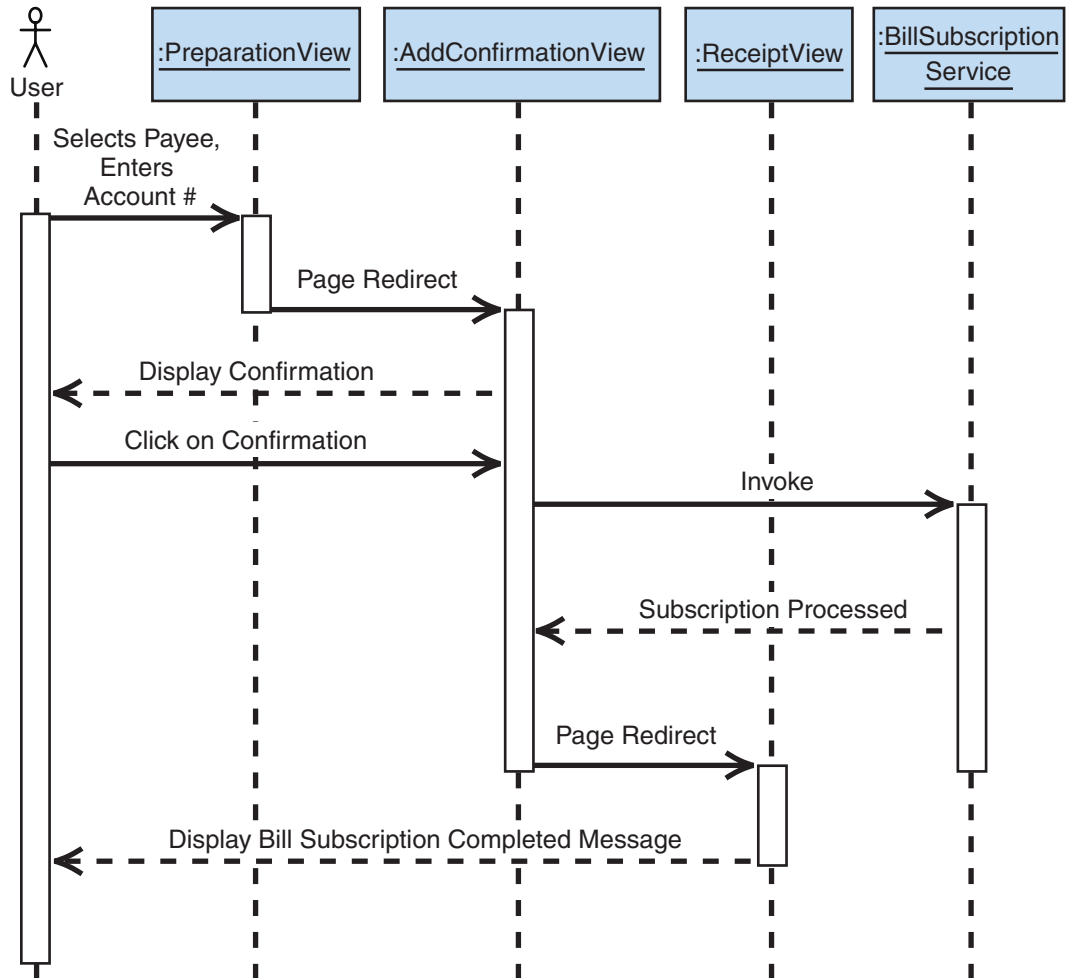 User
:PreparationView
:AddConfirmationView
:ReceiptView
:BillSubscription
Service
Selects Payee,
Enters
Account #
Page Redirect
Display Confirmation
Click on Confirmation
Invoke
Subscription Processed
Page Redirect
Display Bill Subscription Completed Message